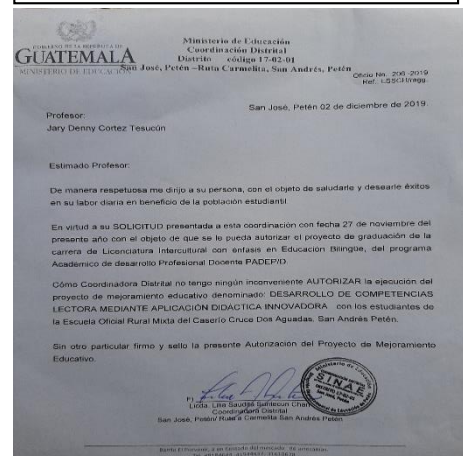 GOBIERNO DE LA REPÚBLICA DE
GUATEMALA
MINISTERIO DE EDUCACIÓN
Ministerio de Educación
Coordinación Distrital
Distrito código 17-02-01
San José, Petén –Ruta Carmelita, San Andrés, Petén
Oficio No. 206-2019
San José, Petén 02 de diciembre de 2019.
Profesor:
Jary Denny Cortez Tesucún
Estimado Profesor:
De manera respetuosa me dirijo a su persona, con el objeto de saludarle y desearle éxitos
en su labor diaria en beneficio de la población estudiantil
En virtud a su SOLICITUD presentada a esta coordinación con fecha 27 de noviembre del
presente año con el objeto de que se le pueda autorizar el proyecto de graduación de la
carrera de Licenciatura Intercultural con énfasis en Educación Bilingüe, del programa
Académico de desarrollo Profesional Docente PADEP/D.
Cómo Coordinadora Distrital no tengo ningún inconveniente AUTORIZAR la ejecución del
proyecto de mejoramiento educativo denominado: DESARROLLO DE COMPETENCIAS
LECTORA MEDIANTE APLICACIÓN DIDACTICA INNOVADORA con los estudiantes de
la Escuela Oficial Rural Mixta del Caserío Cruce Dos Aguadas, San Andrés Petén.
Sin otro particular firmo y sello la presente Autorización del Proyecto de Mejoramiento
Educativo.
Coordinadora Distrital
San José, Petén/ Ruta a Carmelita San Andrés Petén
SINAE